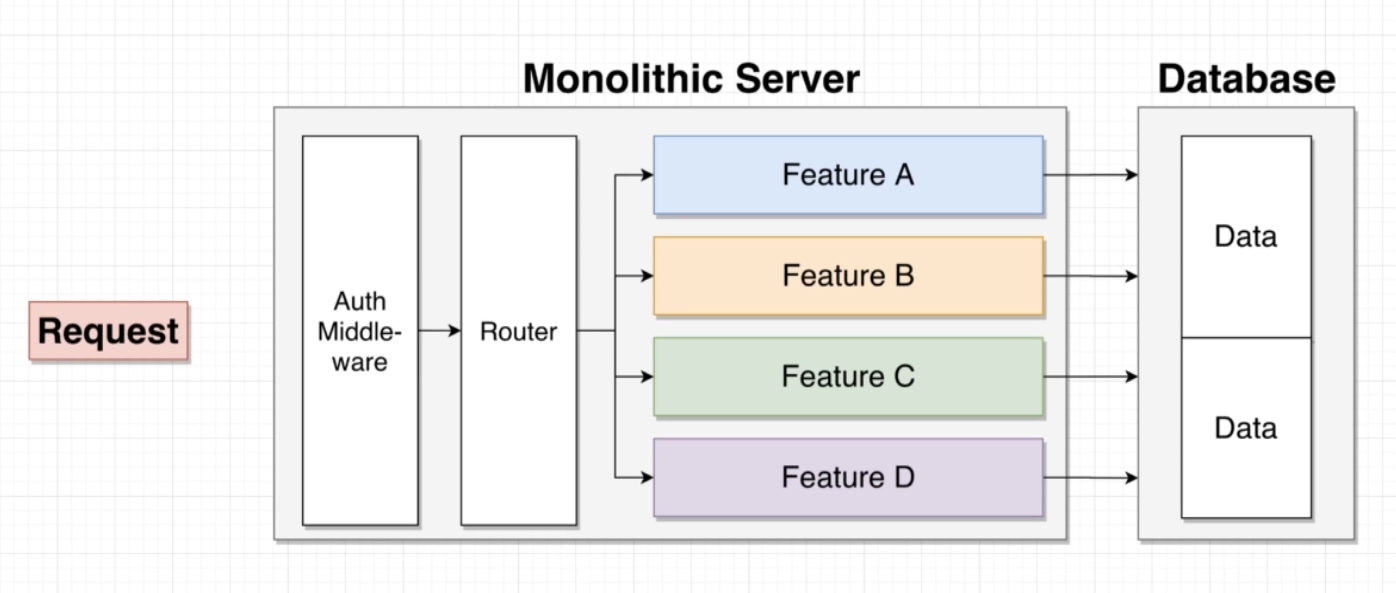 Monolithic Server
Database
Request
Auth
Middle-
ware
Router
Feature A
Feature B
Feature C
Feature D
Data
Data